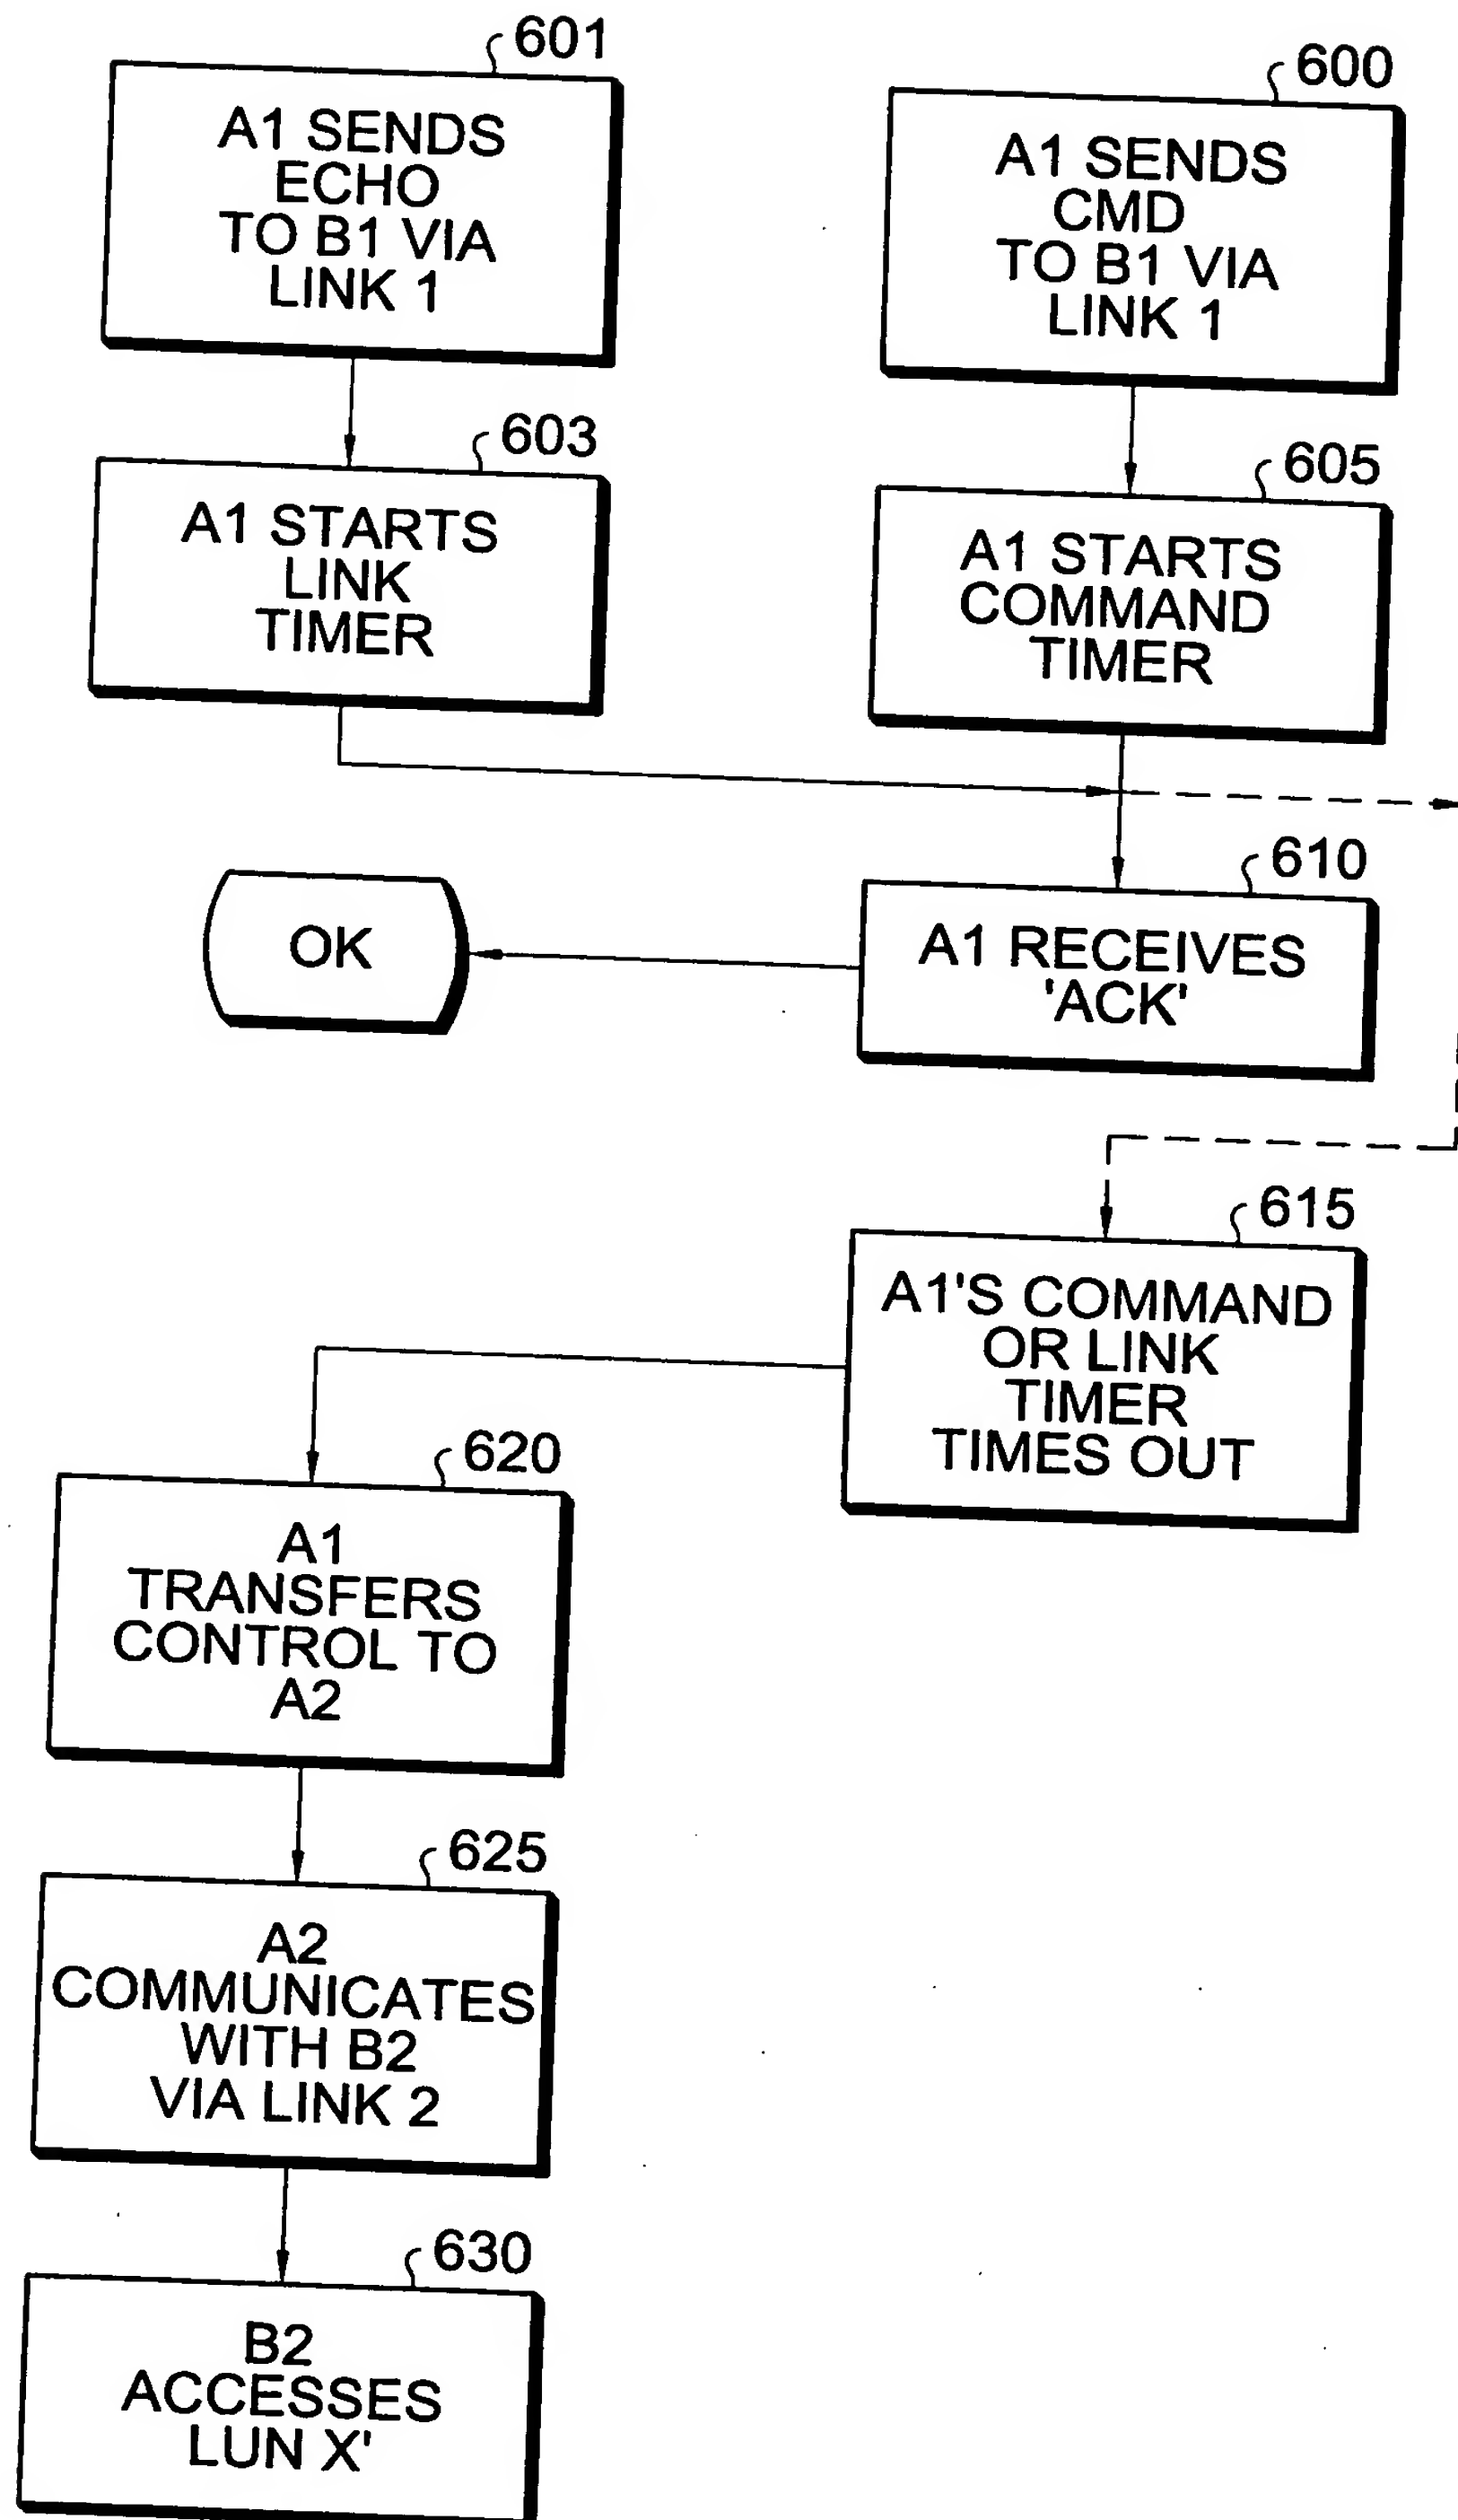 601
A1 SENDS
ECHO
TO B1 VIA
LINK 1
600
A1 SENDS
CMD
TO B1 VIA
LINK 1
603
A1 STARTS
LINK
TIMER
605
A1 STARTS
COMMAND
TIMER
OK
610
A1 RECEIVES
'ACK'
615
A1'S COMMAND
OR LINK
TIMER
TIMES OUT
620
A1
TRANSFERS
CONTROL TO
A2
625
A2
COMMUNICATES
WITH B2
VIA LINK 2
630
B2
ACCESSES
LUN X'